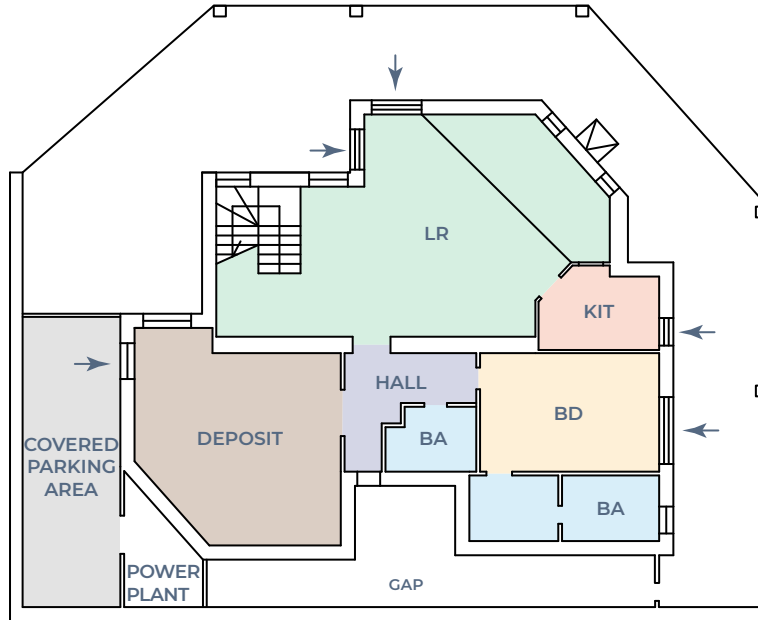 LR
KIT
HALL
BD
DEPOSIT
BA
COVERED
PARKING
AREA
BA
POWER
PLANT
GAP